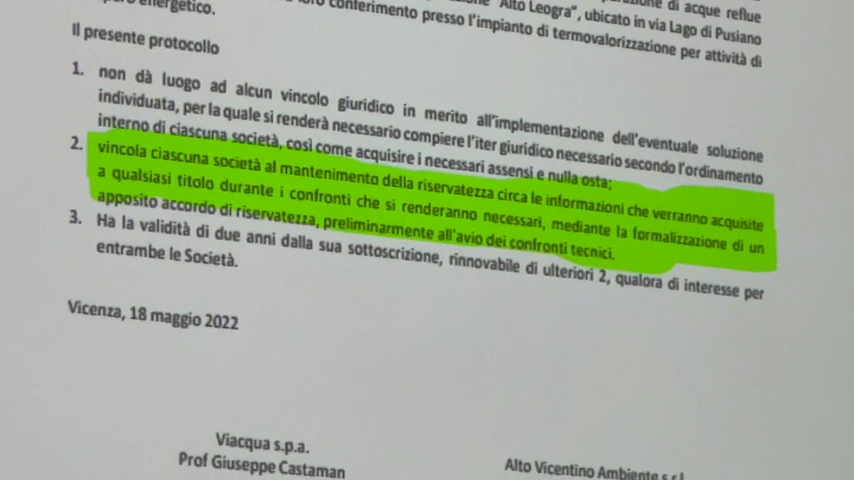 energetico.
conferimento presso l'impianto di termovalorizzazione per attività di
"Alto Leogra", ubicato in via Lago di Pusiano
di acque reflue
Il presente protocollo
1. non dà luogo ad alcun vincolo giuridico in merito all'implementazione dell'eventuale soluzione
individuata, per la quale si renderà necessario compiere l'iter giuridico necessario secondo l'ordinamento
interno di ciascuna società, così come acquisire i necessari assensi e nulla osta;
2. vincola ciascuna società al mantenimento della riservatezza circa le informazioni che verranno acquisite
a qualsiasi titolo durante i confronti che si renderanno necessari, mediante la formalizzazione di un
apposito accordo di riservatezza, preliminarmente all'avio dei confronti tecnici.
3. Ha la validità di due anni dalla sua sottoscrizione, rinnovabile di ulteriori 2, qualora di interesse per
entrambe le Società.
Vicenza, 18 maggio 2022
Viacqua s.p.a.
Prof Giuseppe Castaman
Alto Vicentino Ambiente s.r.l.